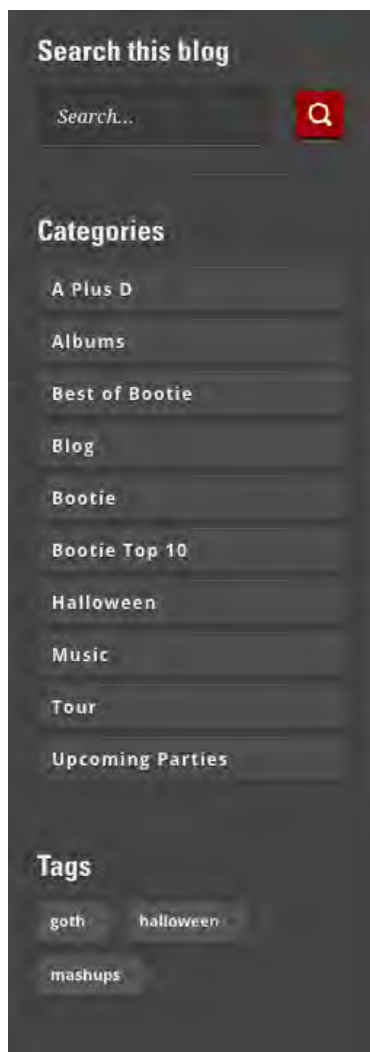 Search this blog
Search...
Categories
A Plus D
Albums
Best of Bootie
Blog
Bootie
Bootie Top 10
Halloween
Music
Tour
Upcoming Parties
Tags
goth halloween
mashups